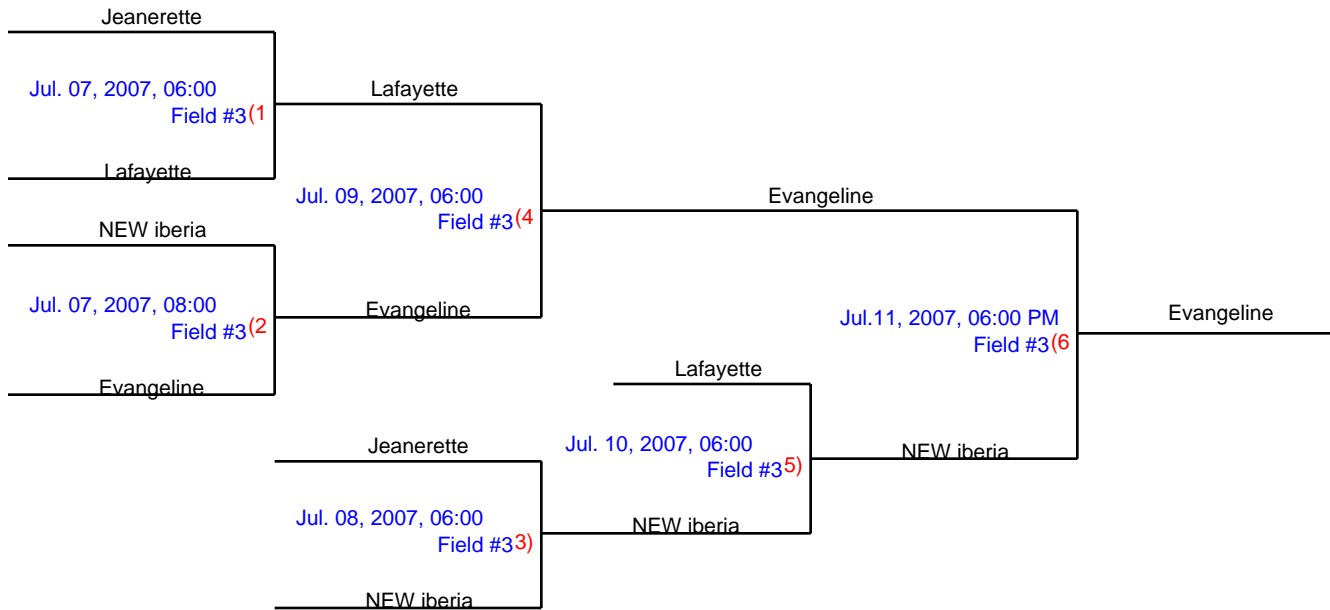 Jeanerette
Jul. 07, 2007, 06:00
Field #3(1
Lafayette
Lafayette
Jul. 09, 2007, 06:00
Field #3(4
Evangeline
NEW iberia
Jul. 07, 2007, 08:00
Field #3(2
Evangeline
Evangeline
Jul.11, 2007, 06:00 PM
Field #3(6
Evangeline
Lafayette
Jeanerette
Jul. 10, 2007, 06:00
Field #35)
NEW iberia
Jul. 08, 2007, 06:00
Field #33)
NEW iberia
NEW iberia